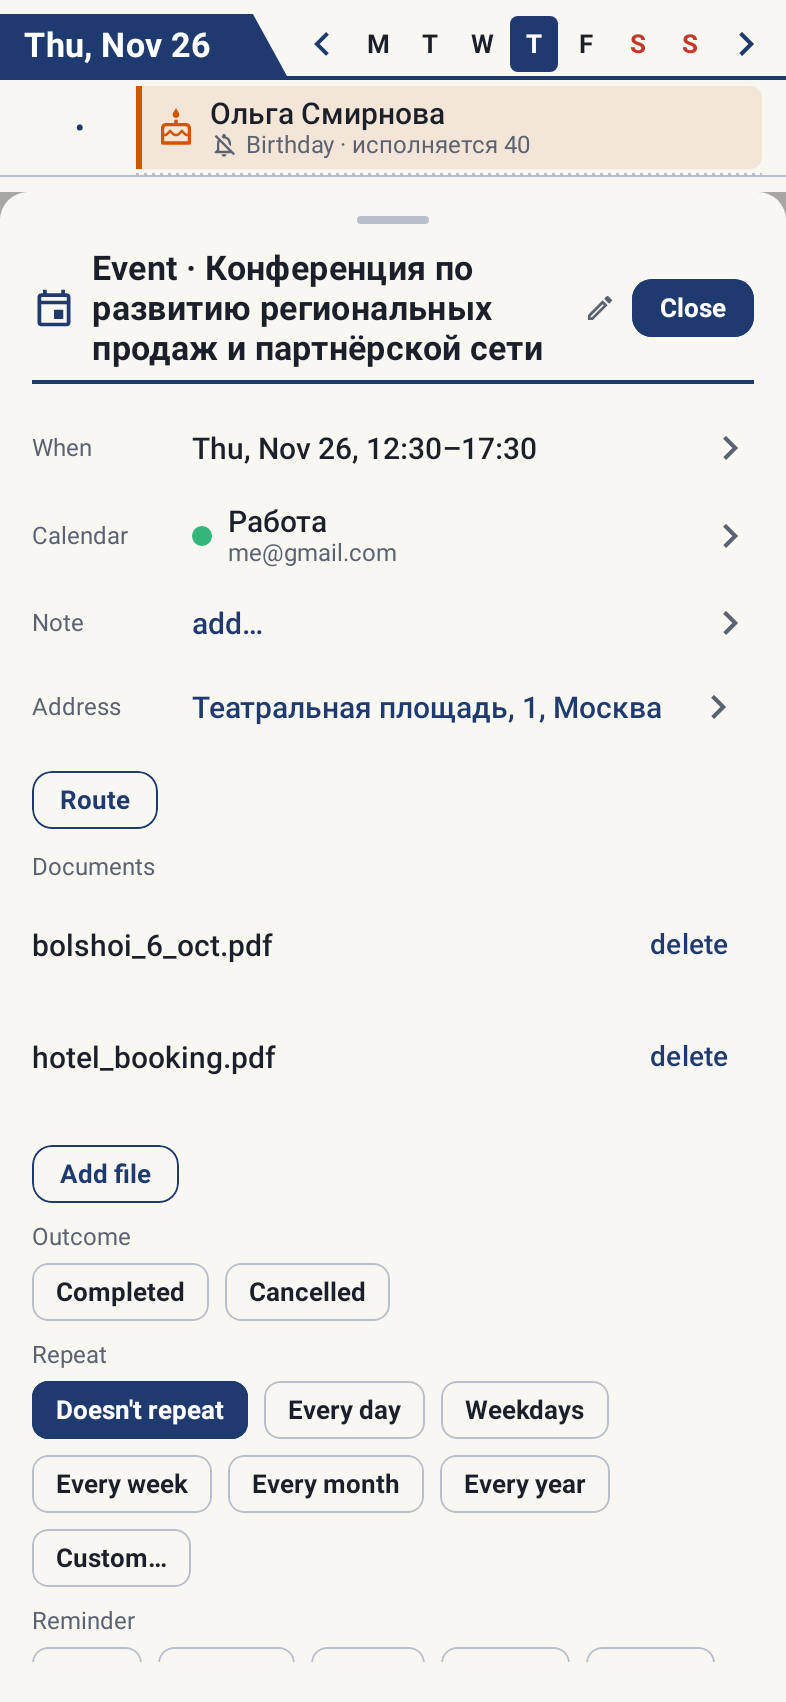 Thu, Nov 26
M T W T F S S
Ольга Смирнова
Birthday · исполняется 40
Event · Конференция по
развитию региональных
продаж и партнёрской сети
Close
When
Thu, Nov 26, 12:30–17:30
Calendar
Работа
me@gmail.com
Note
add...
Address
Театральная площадь, 1, Москва
Route
Documents
bolshoi_6_oct.pdf
delete
hotel_booking.pdf
delete
Add file
Outcome
Completed
Cancelled
Repeat
Doesn't repeat
Every day
Weekdays
Every week
Every month
Every year
Custom...
Reminder